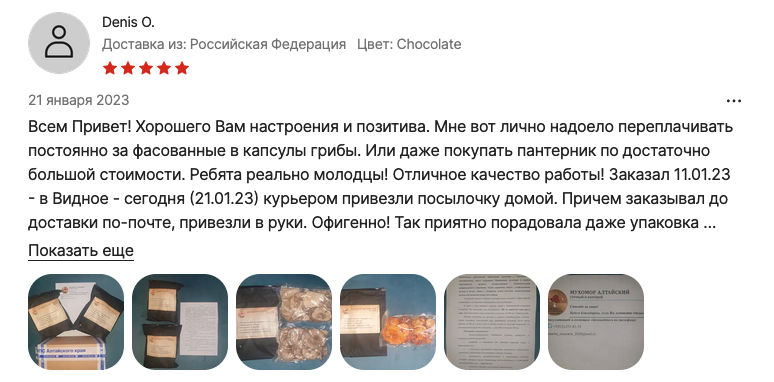 Denis O.
Доставка из: Российская Федерация Цвет: Chocolate
21 января 2023
Всем Привет! Хорошего Вам настроения и позитива. Мне вот лично надоело переплачивать
постоянно за фасованные в капсулы грибы. Или даже покупать пантерник по достаточно
большой стоимости. Ребята реально молодцы! Отличное качество работы! Заказал 11.01.23
- в Видное - сегодня (21.01.23) курьером привезли посылочку домой. Причем заказывал до
доставки по-почте, привезли в руки. Офигенно! Так приятно порадовала даже упаковка ...
Показать еще
Алтайского края
МУХОМОР АЛТАЙСКИЙ